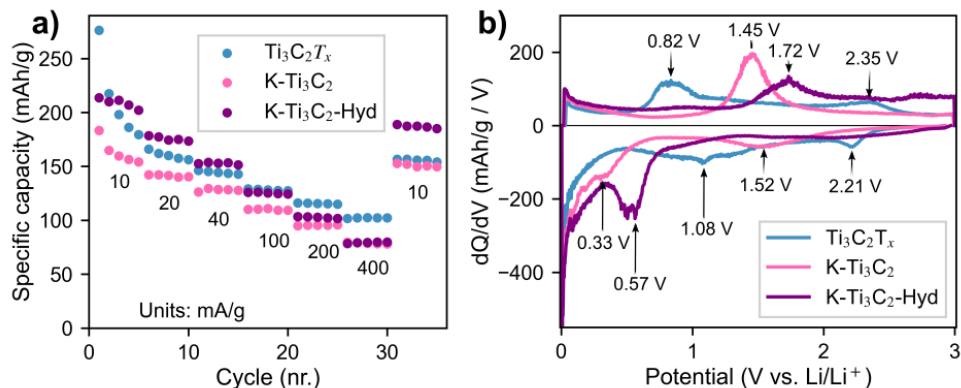 a)
Specific capacity (mAh/g)
250
200
150
100
50
0
Ti₃C₂Tₓ
K-Ti₃C₂
K-Ti₃C₂-Hyd
10
20
40
100
200
400
10
Units: mA/g
0
10
20
30
Cycle (nr.)
b)
dQ/dV (mAh/g / V)
200
0
−200
−400
0.82 V
1.45 V
1.72 V
2.35 V
0.33 V
0.57 V
1.08 V
1.52 V
2.21 V
Ti₃C₂Tₓ
K-Ti₃C₂
K-Ti₃C₂-Hyd
0
1
2
3
Potential (V vs. Li/Li⁺)